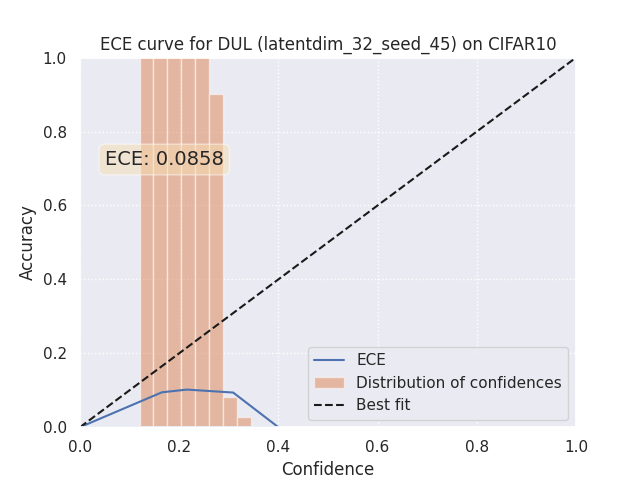 ECE curve for DUL (latentdim_32_seed_45) on CIFAR10
1.0
0.8
0.6
0.4
0.2
0.0
Accuracy
ECE: 0.0858
ECE
Distribution of confidences
Best fit
0.0 0.2 0.4 0.6 0.8 1.0
Confidence